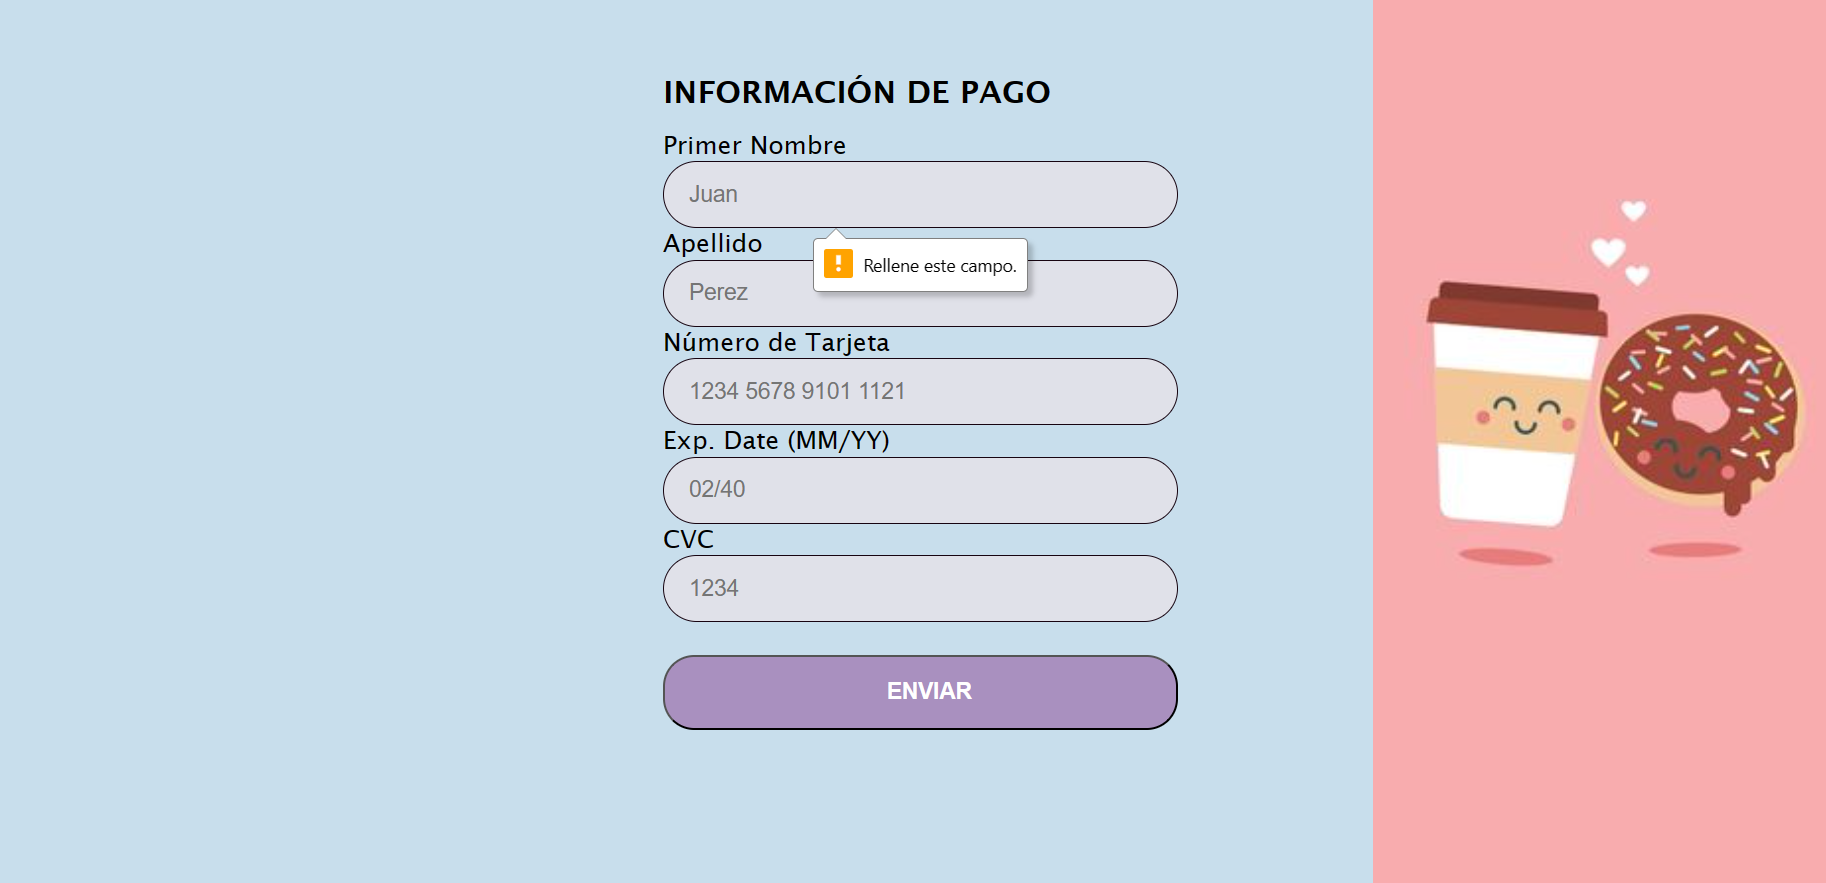 INFORMACIÓN DE PAGO
Primer Nombre
Juan
Apellido
Rellene este campo.
Perez
Número de Tarjeta
1234 5678 9101 1121
Exp. Date (MM/YY)
02/40
CVC
1234
ENVIAR